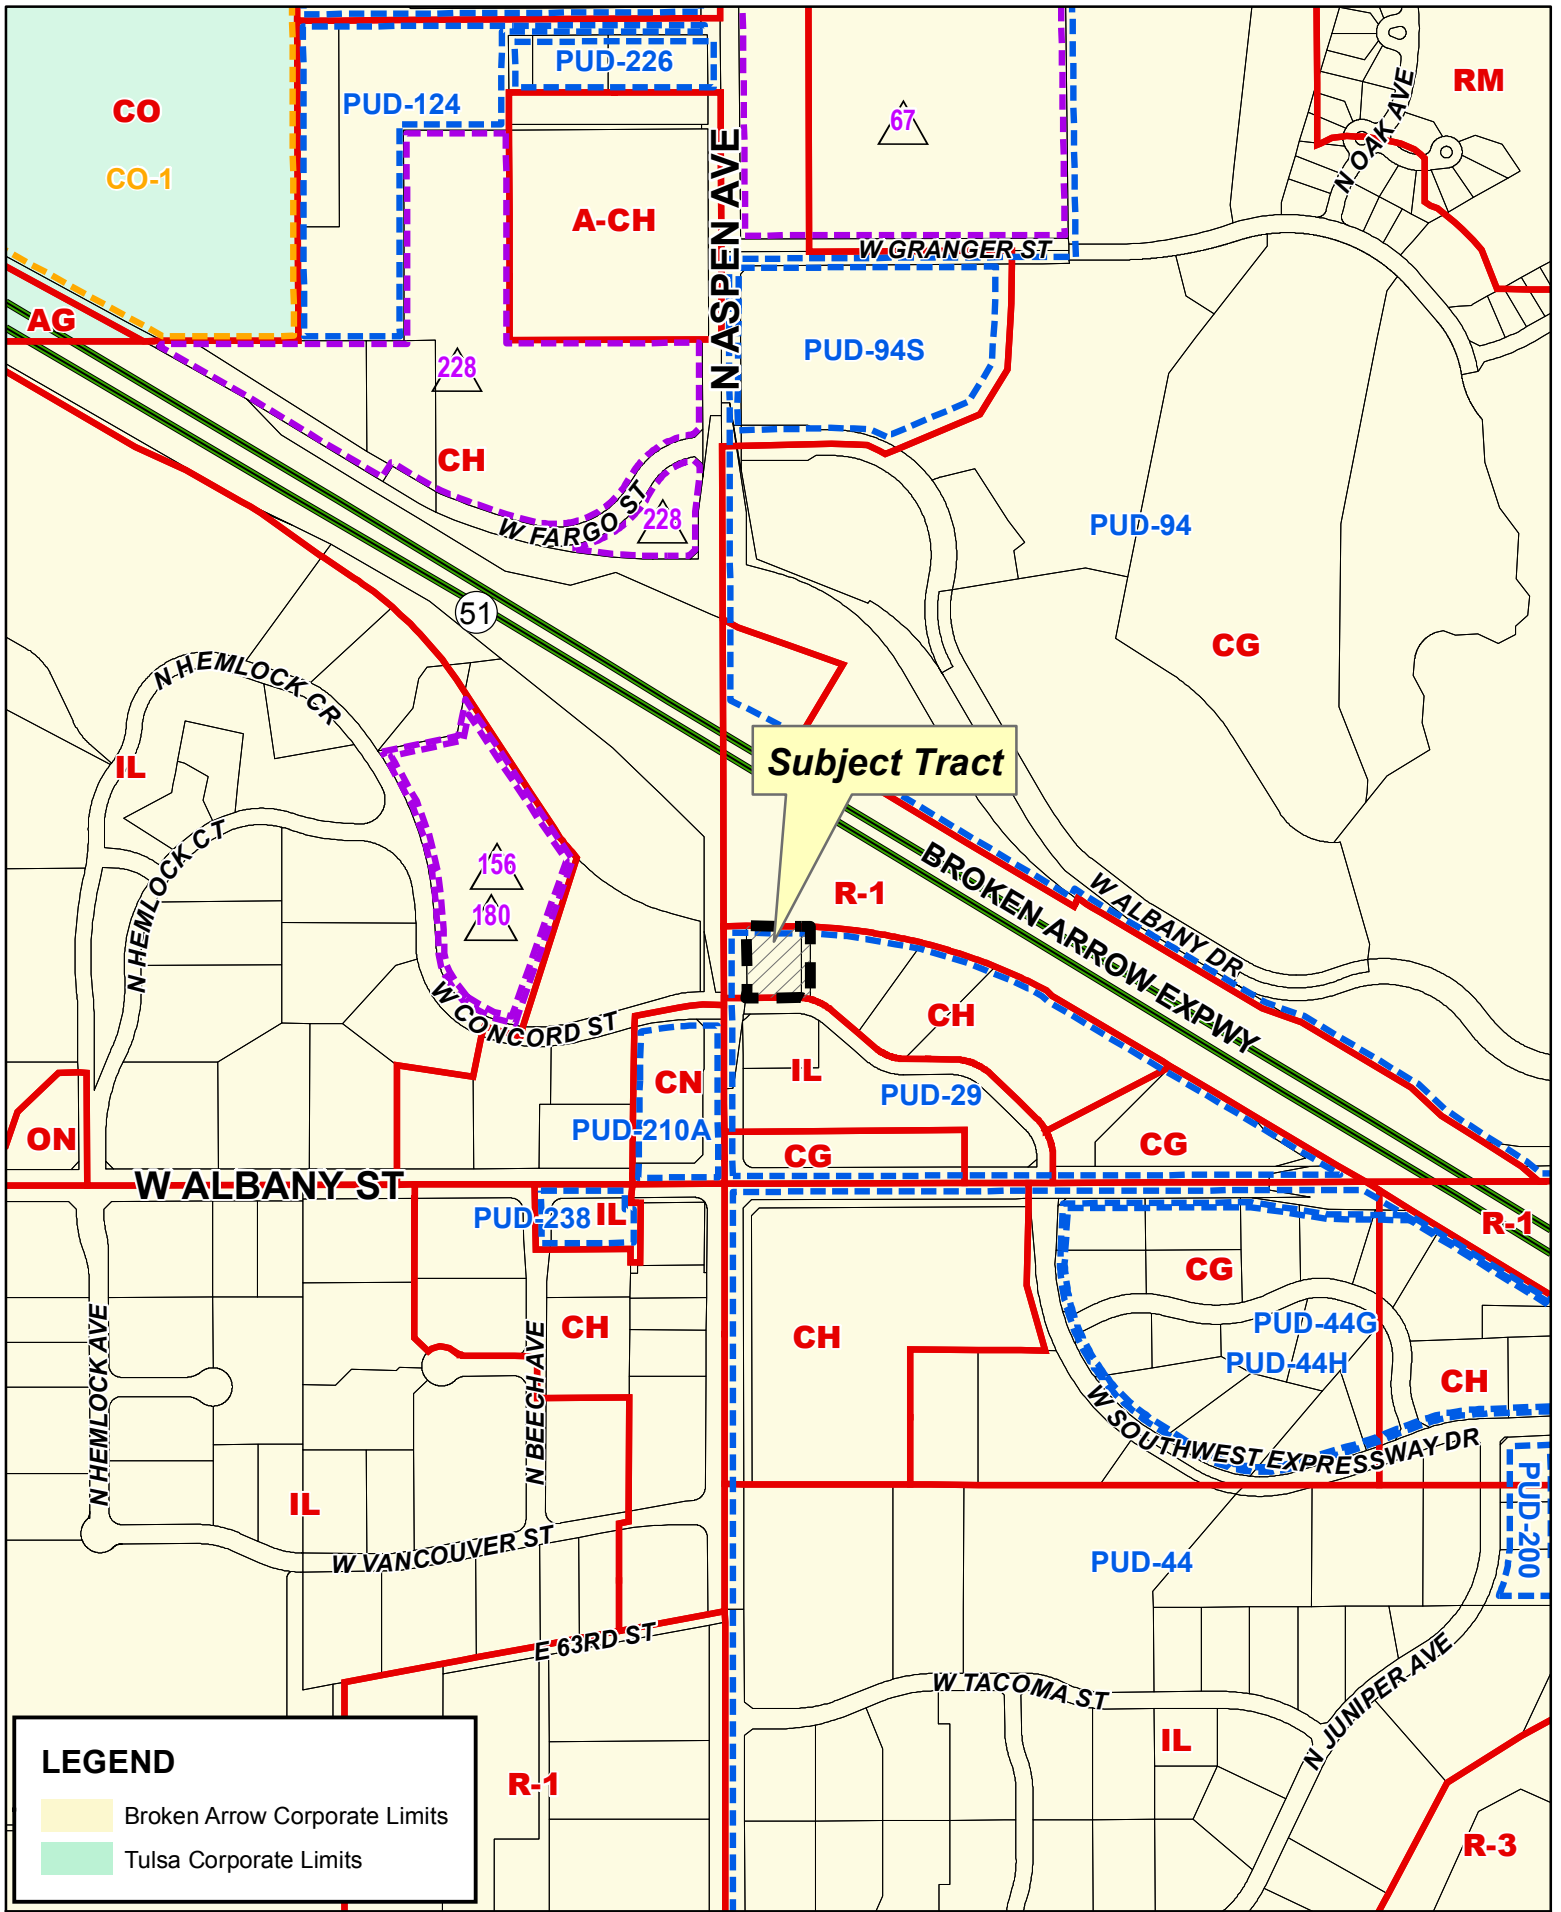 PUD-226
RM
67
CO
PUD-124
N OAK AVE
CO-1
N ASPEN AVE
A-CH
W GRANGER ST
AG
PUD-94S
228
CH
W FARGO ST
228
PUD-94
51
CG
N HEMLOCK CR
IL
Subject Tract
N HEMLOCK CT
156
180
R-1
BROKEN ARROW EXPWY
W ALBANY DR
W CONCORD ST
CH
CN
IL
PUD-29
ON
PUD-210A
CG
CG
W ALBANY ST
PUD-238
IL
R-1
CG
N HEMLOCK AVE
N BEECH AVE
CH
CH
PUD-44G
PUD-44H
CH
W SOUTHWEST EXPRESSWAY DR
PUD-200
IL
W VANCOUVER ST
PUD-44
E 63RD ST
W TACOMA ST
N JUNIPER AVE
IL
R-1
R-3
LEGEND
Broken Arrow Corporate Limits
Tulsa Corporate Limits